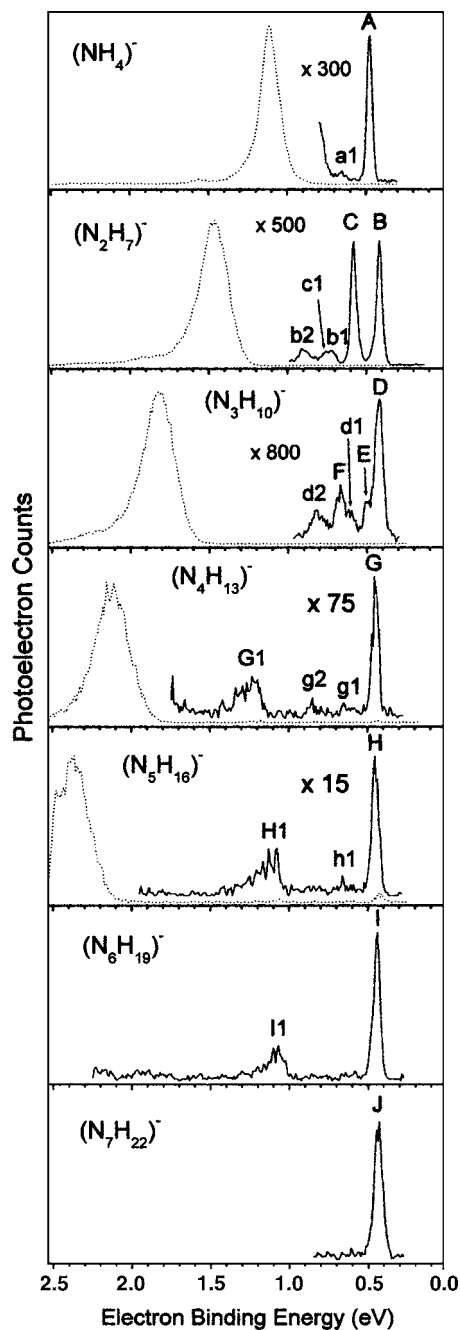 A
(NH₄)⁻
x 300
a1
(N₂H₇)⁻
x 500
C
B
c1
b2
b1
(N₃H₁₀)⁻
D
d1
x 800
F
E
d2
(N₄H₁₃)⁻
G
x 75
G1
g2
g1
(N₅H₁₆)⁻
H
x 15
H1
h1
(N₆H₁₉)⁻
I
I1
(N₇H₂₂)⁻
J
Photoelectron Counts
2.5 2.0 1.5 1.0 0.5 0.0
Electron Binding Energy (eV)